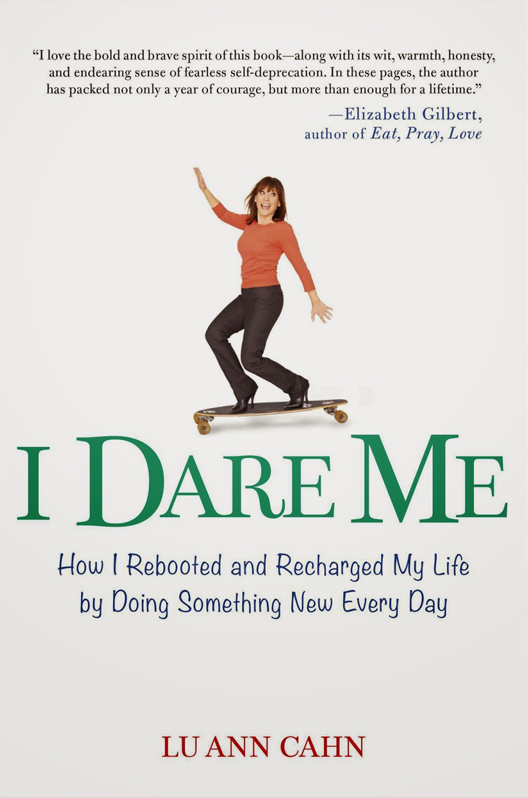 “I love the bold and brave spirit of this book—along with its wit, warmth, honesty,
and endearing sense of fearless self-deprecation. In these pages, the author
has packed not only a year of courage, but more than enough for a lifetime.”
—Elizabeth Gilbert,
author of Eat, Pray, Love
I DARE ME
How I Rebooted and Recharged My Life
by Doing Something New Every Day
LU ANN CAHN